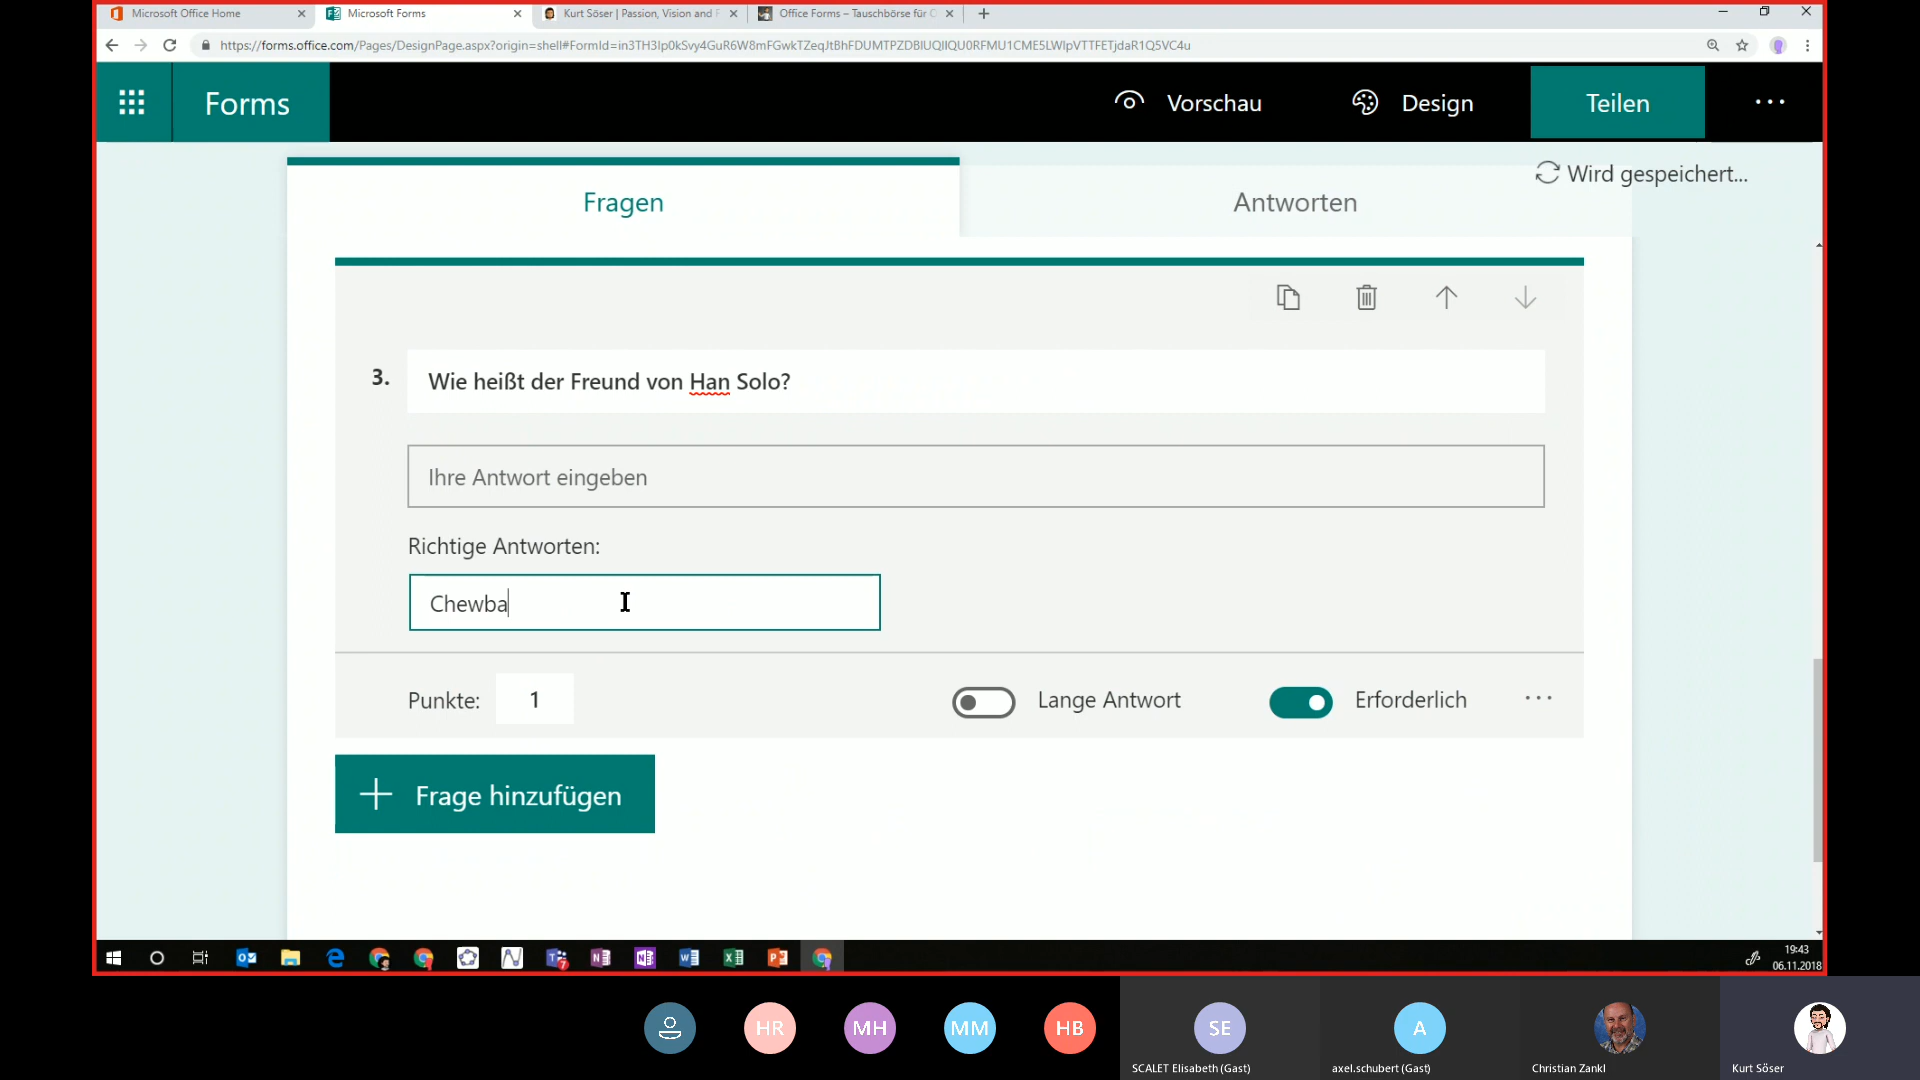 Microsoft Office Home
Microsoft Forms
Kurt Söser | Passion, Vision and F
Office Forms – Tauschbörse für O
Forms
Vorschau
Design
Teilen
Wird gespeichert...
Fragen
Antworten
3.
Wie heißt der Freund von Han Solo?
Ihre Antwort eingeben
Richtige Antworten:
Chewba
Punkte:
1
Lange Antwort
Erforderlich
Frage hinzufügen
19:43
06.11.2018
HR
MH
MM
HB
SE
A
SCALET Elisabeth (Gast)
axel.schubert (Gast)
Christian Zankl
Kurt Söser